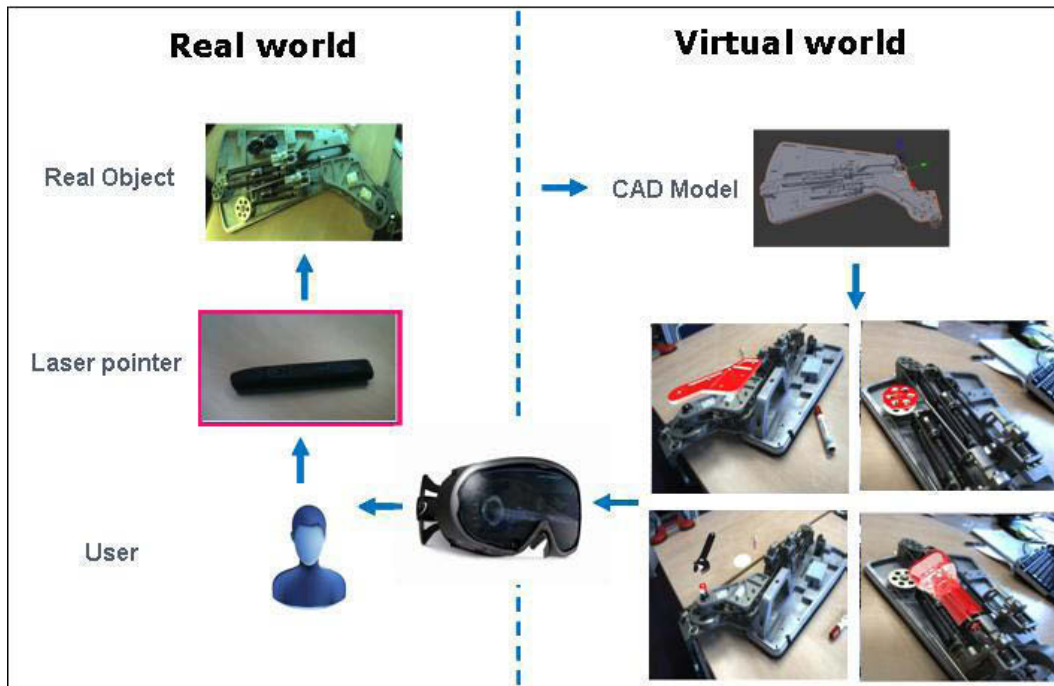 Real world
Virtual world
Real Object
CAD Model
Laser pointer
User